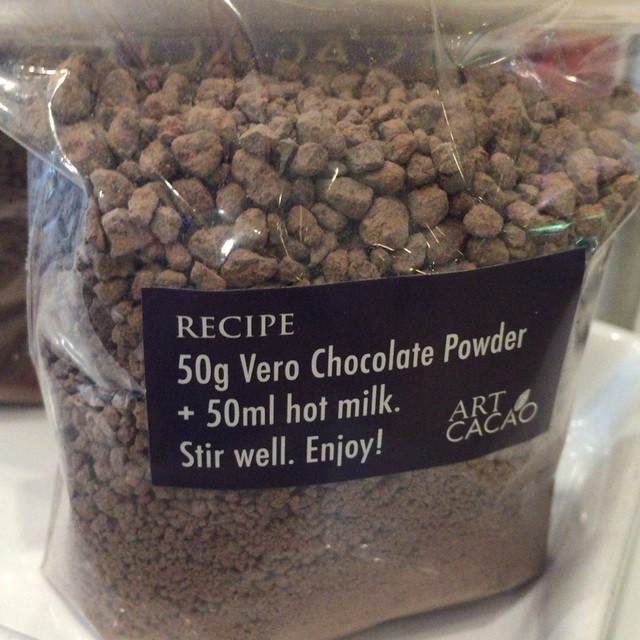 RECIPE
50g Vero Chocolate Powder
+ 50ml hot milk.
Stir well. Enjoy!
ART
CACAO